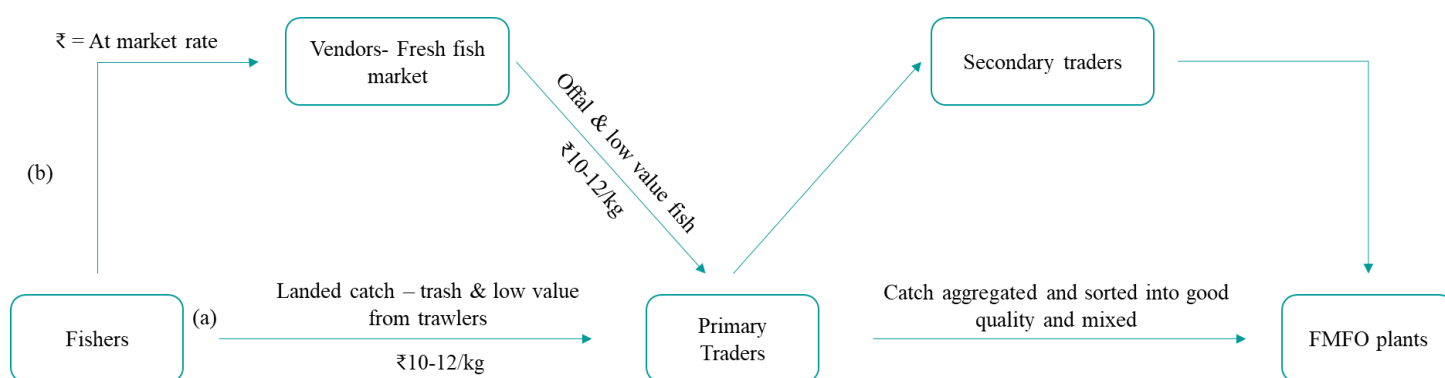 ₹ = At market rate
Vendors- Fresh fish
market
Secondary traders
Offal & low value fish
₹10-12/kg
(b)
Fishers
(a)
Landed catch – trash & low value
from trawlers
₹10-12/kg
Primary
Traders
Catch aggregated and sorted into good
quality and mixed
FMFO plants